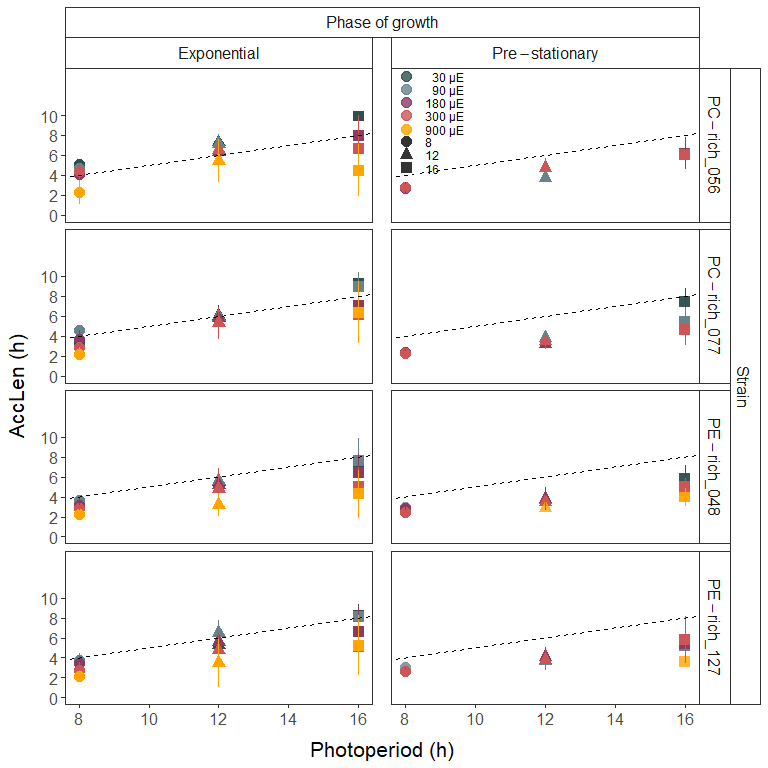 Phase of growth
Exponential
Pre – stationary
30 µE
90 µE
180 µE
300 µE
900 µE
8
12
16
10
8
6
4
2
0
PC – rich_056
10
8
6
4
2
0
PC – rich_077
10
8
6
4
2
0
PE – rich_048
10
8
6
4
2
0
PE – rich_127
Strain
AccLen (h)
8 10 12 14 16
8 10 12 14 16
Photoperiod (h)